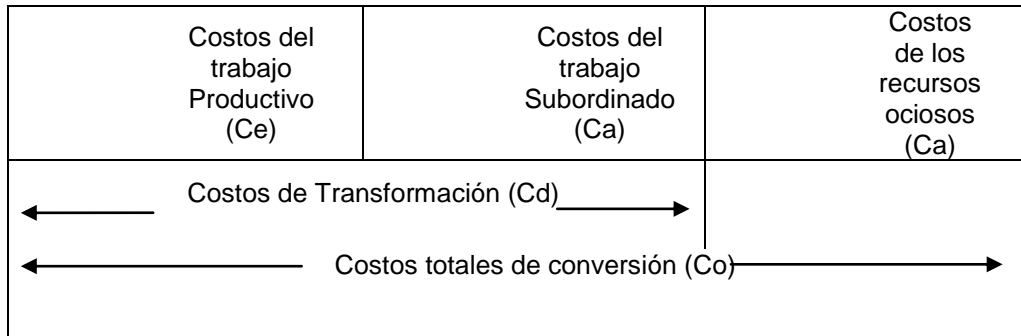 Costos del
trabajo
Productivo
(Ce)
Costos del
trabajo
Subordinado
(Ca)
Costos
de los
recursos
ociosos
(Ca)
Costos de Transformación (Cd)
Costos totales de conversión (Co)